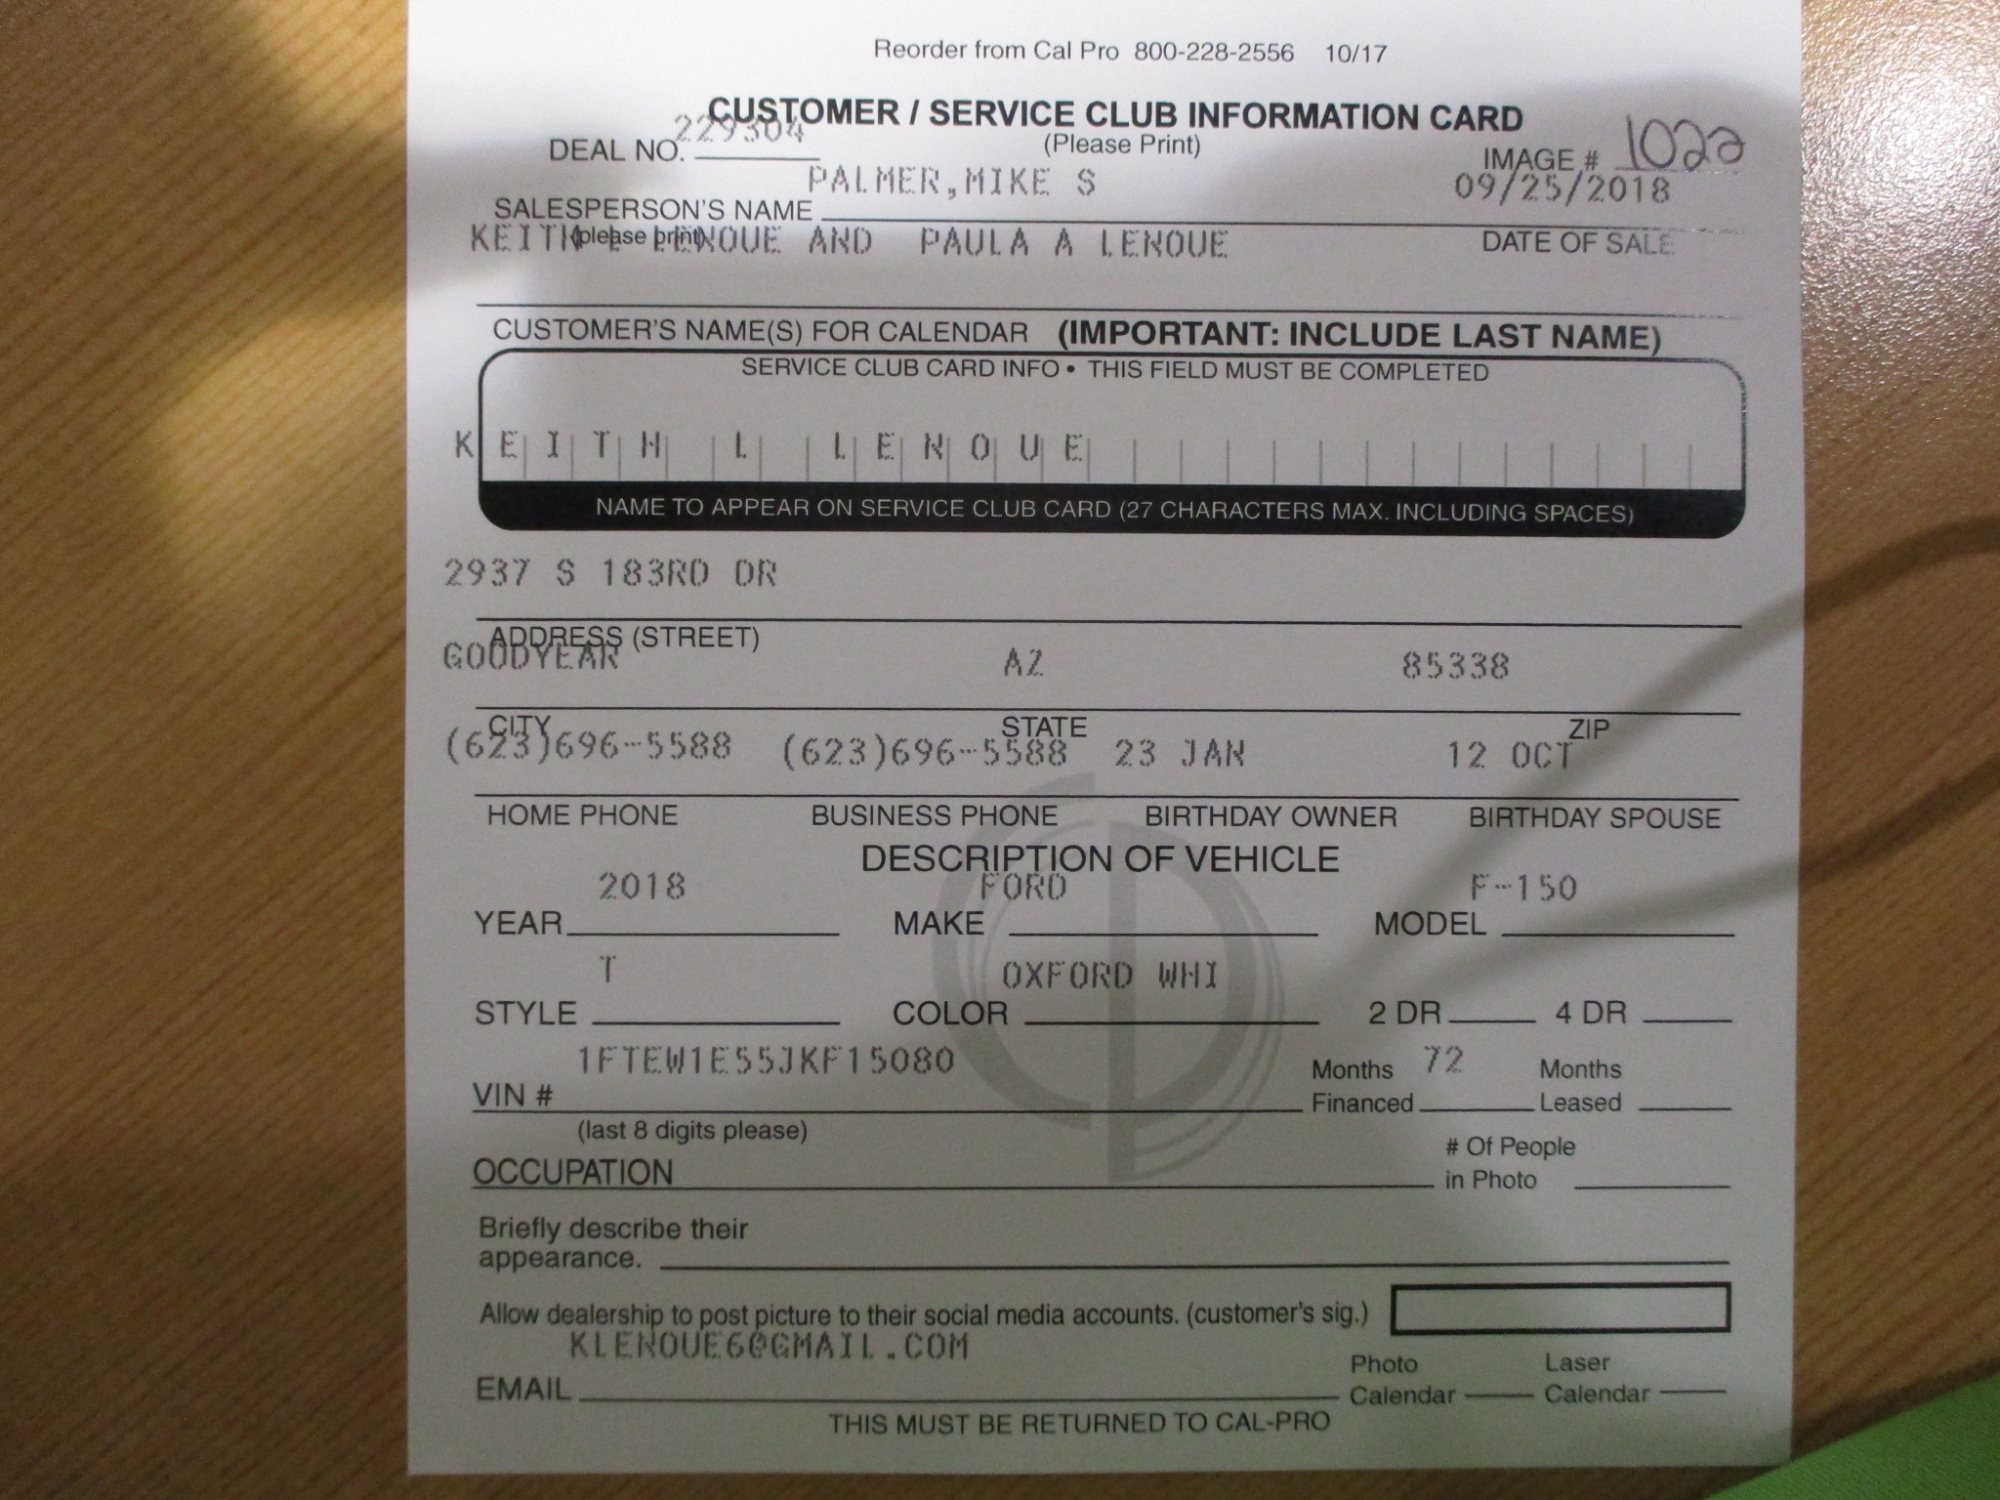 Reorder from Cal Pro 800-228-2556 10/17
CUSTOMER / SERVICE CLUB INFORMATION CARD
DEAL NO. 229304 (Please Print) IMAGE # 1022
PALMER,MIKE S 09/25/2018
SALESPERSON'S NAME
(please print) DATE OF SALE
KEITH L LENOUE AND PAULA A LENOUE
CUSTOMER'S NAME(S) FOR CALENDAR (IMPORTANT: INCLUDE LAST NAME)
SERVICE CLUB CARD INFO • THIS FIELD MUST BE COMPLETED
KEITH L LENOUE
NAME TO APPEAR ON SERVICE CLUB CARD (27 CHARACTERS MAX. INCLUDING SPACES)
2937 S 183RD DR
ADDRESS (STREET)
GOODYEAR AZ 85338
CITY STATE ZIP
(623)696-5588 (623)696-5588 23 JAN 12 OCT
HOME PHONE BUSINESS PHONE BIRTHDAY OWNER BIRTHDAY SPOUSE
DESCRIPTION OF VEHICLE
2018 FORD F-150
YEAR MAKE MODEL
T OXFORD WHI
STYLE COLOR 2 DR 4 DR
1FTEW1E55JKF15080 Months 72 Months
VIN # Financed Leased
(last 8 digits please)
# Of People
OCCUPATION in Photo
Briefly describe their
appearance.
Allow dealership to post picture to their social media accounts. (customer's sig.)
KLENOUE6@GMAIL.COM
Photo Laser
EMAIL Calendar Calendar
THIS MUST BE RETURNED TO CAL-PRO